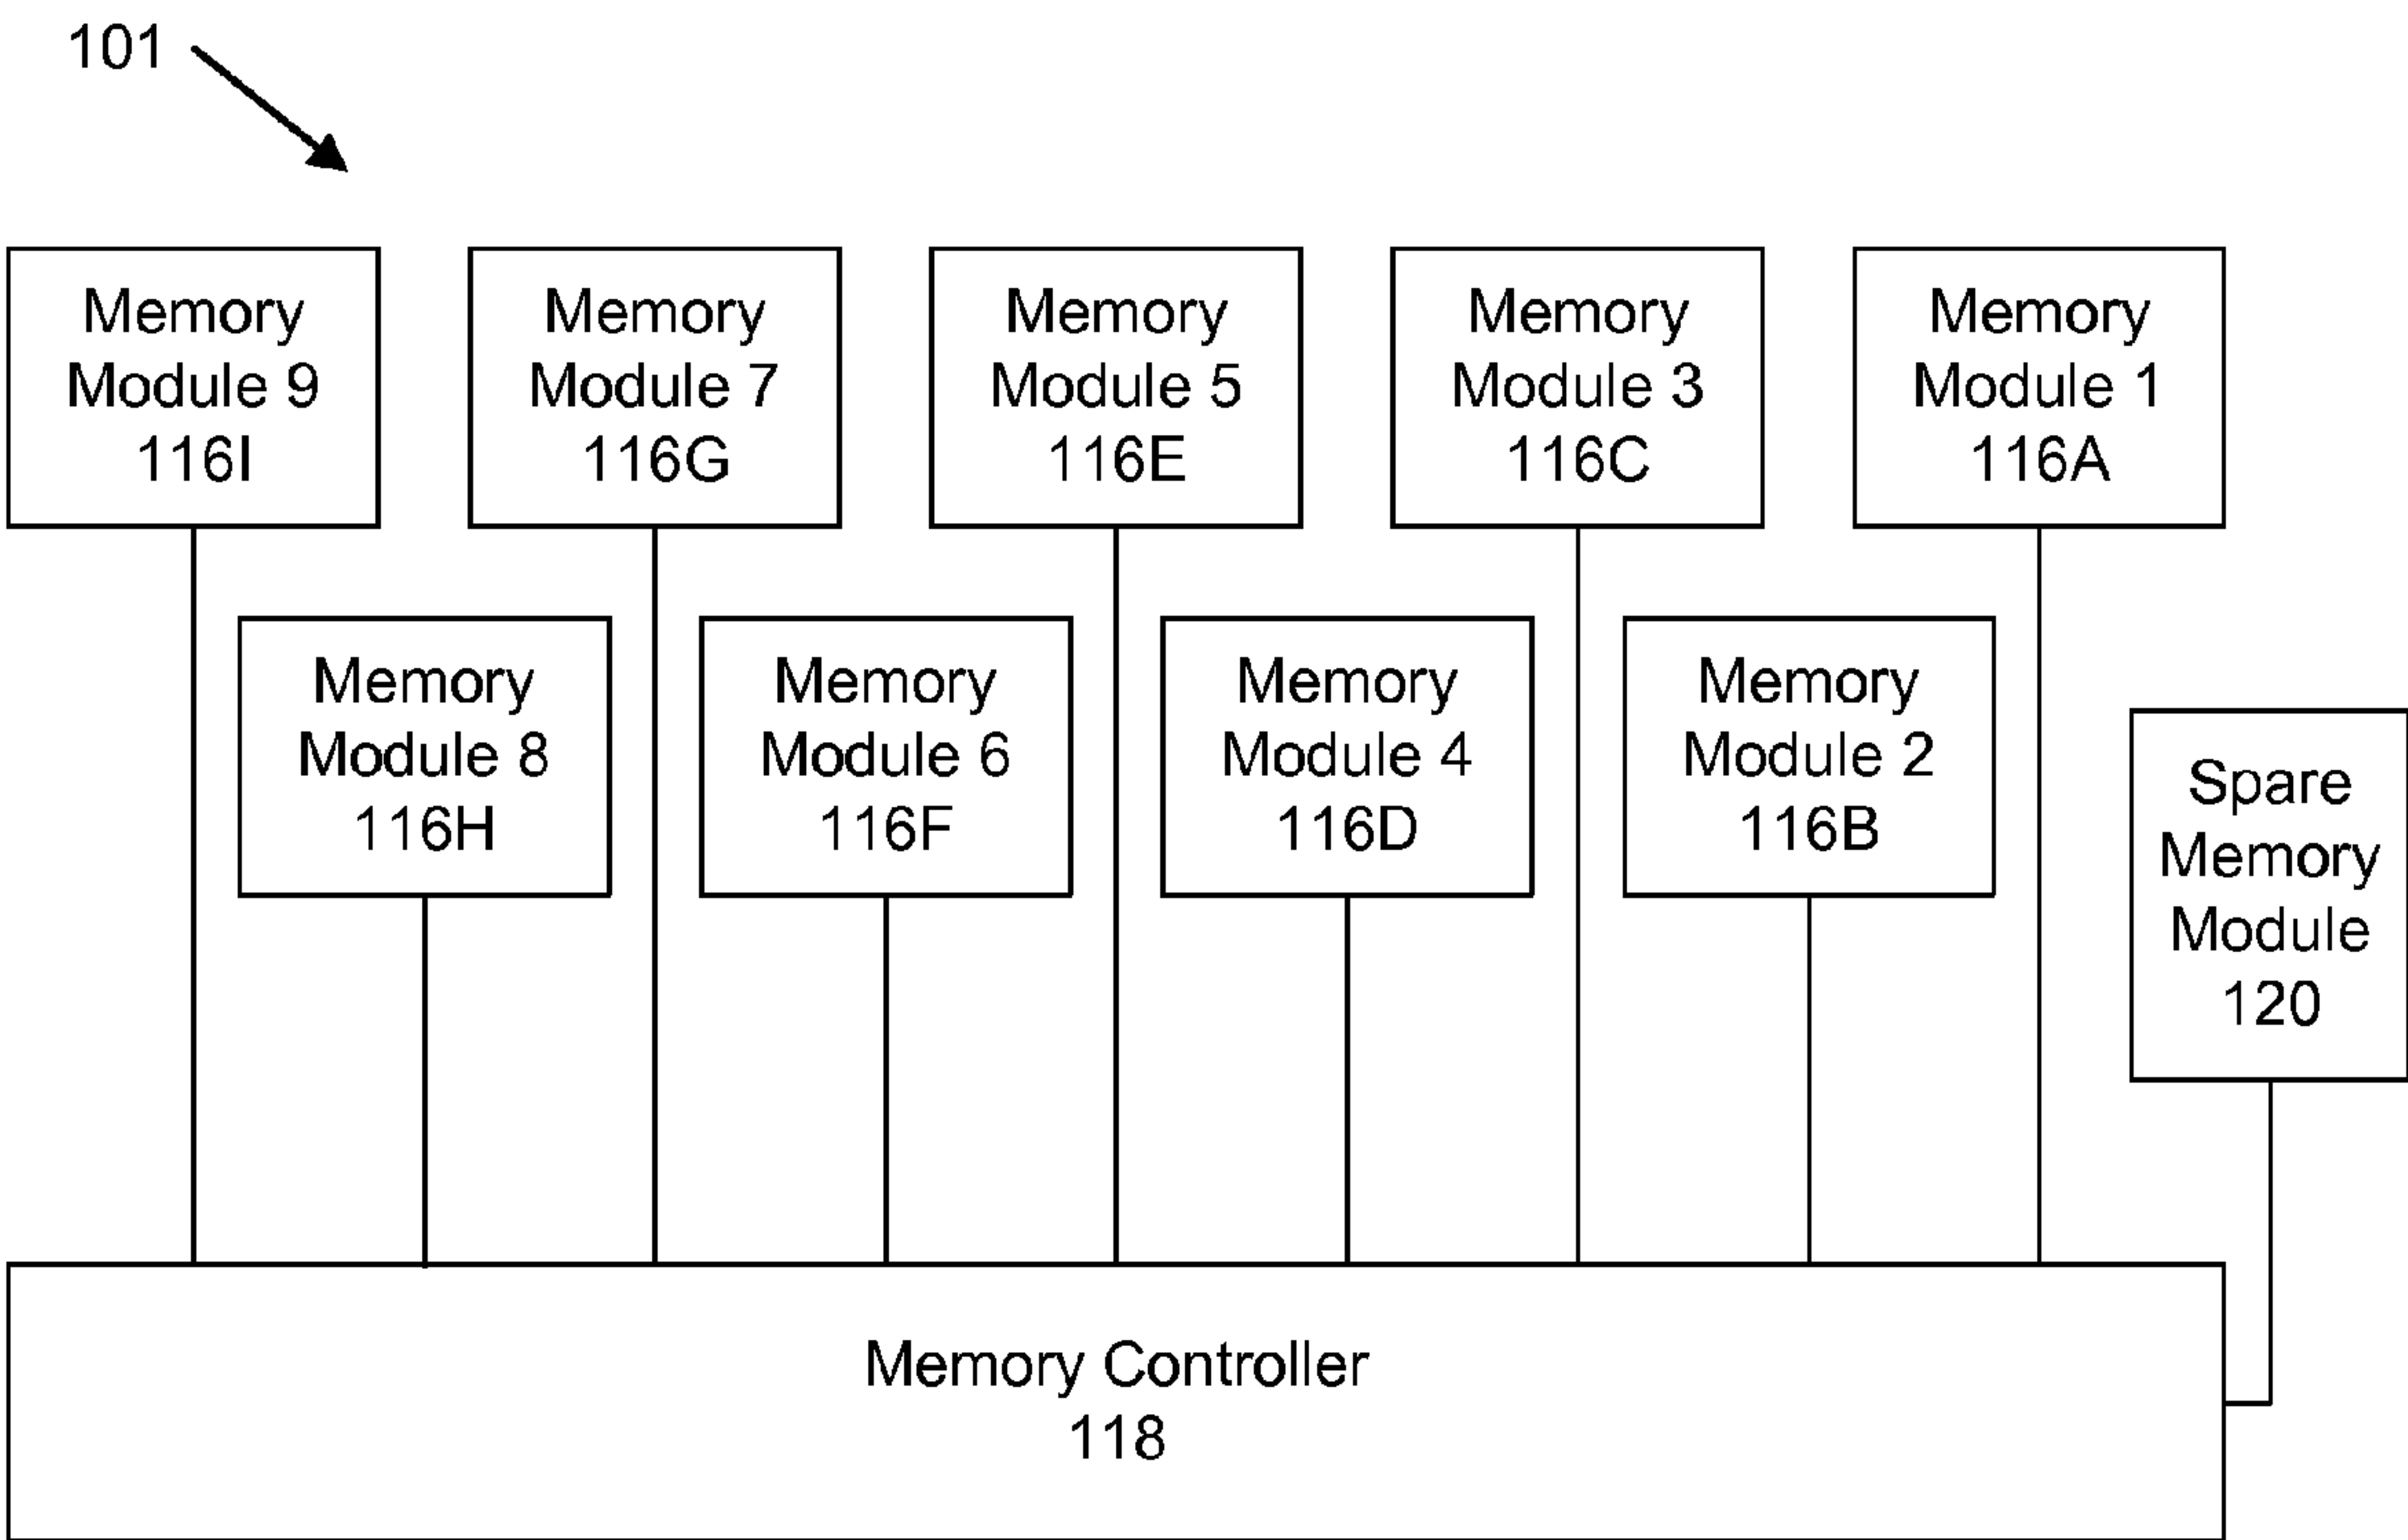 101
Memory
Module 9
116I
Memory
Module 7
116G
Memory
Module 5
116E
Memory
Module 3
116C
Memory
Module 1
116A
Memory
Module 8
116H
Memory
Module 6
116F
Memory
Module 4
116D
Memory
Module 2
116B
Spare
Memory
Module
120
Memory Controller
118